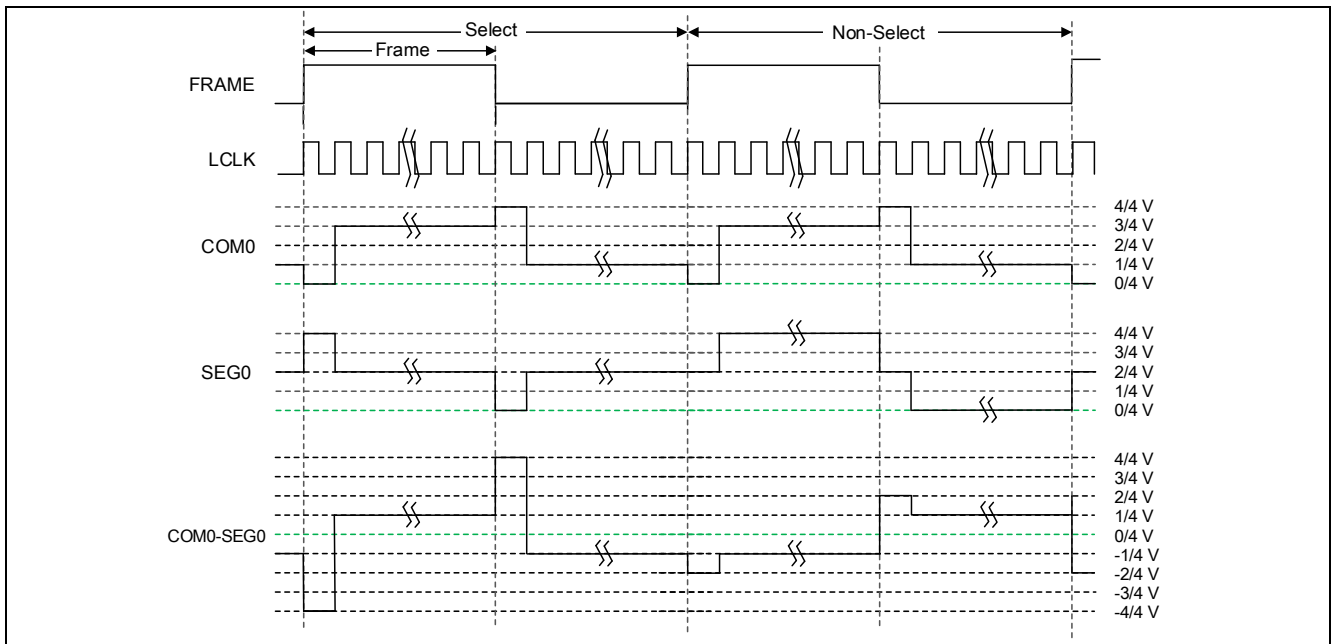 Select
Non-Select
Frame
FRAME
LCLK
4/4 V
3/4 V
COM0
2/4 V
1/4 V
0/4 V
4/4 V
3/4 V
SEG0
2/4 V
1/4 V
0/4 V
4/4 V
3/4 V
2/4 V
1/4 V
COM0-SEG0
0/4 V
-1/4 V
-2/4 V
-3/4 V
-4/4 V